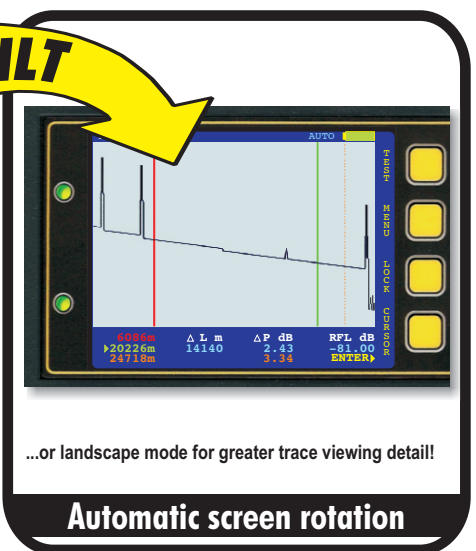 ILT
AUTO
TEST
MENU
LOCK
CURSOR
6086m Δ L m ΔP dB RFL dB
▶20226m 14140 2.43 -81.00
24718m 3.34 ENTER▶
...or landscape mode for greater trace viewing detail!
Automatic screen rotation